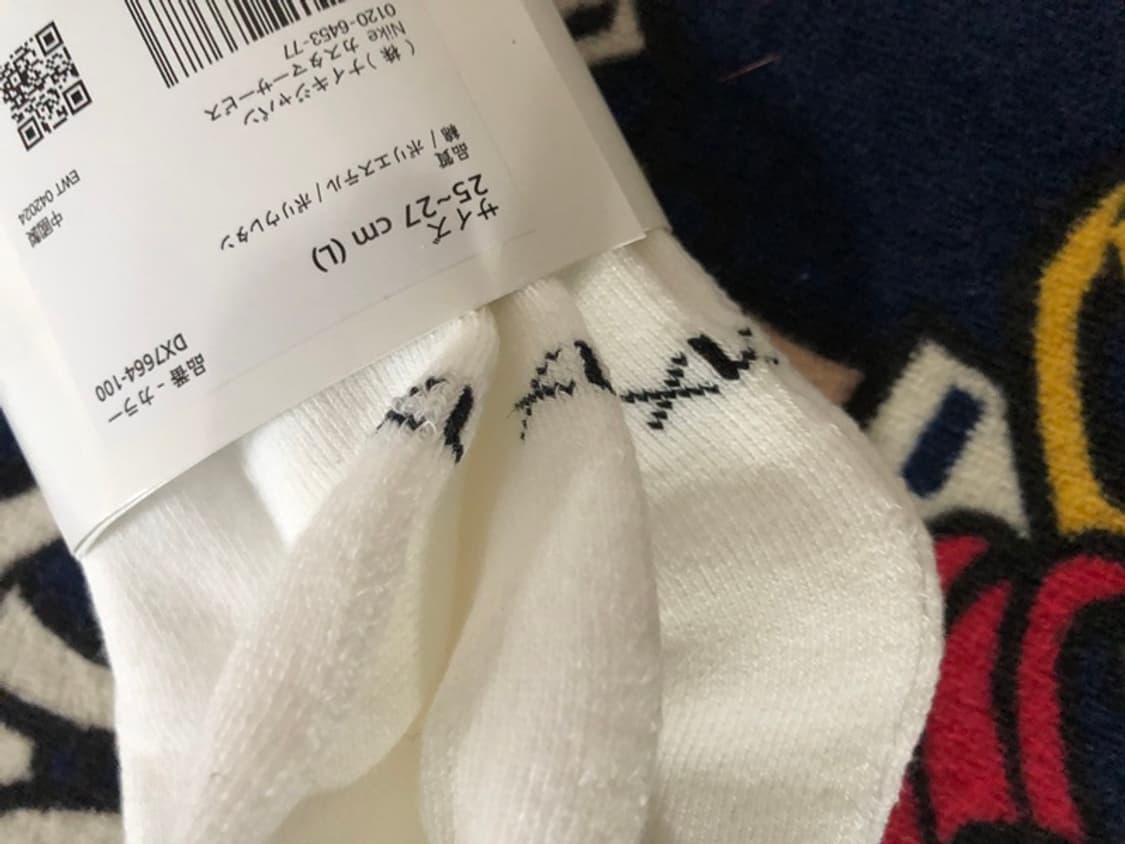 品番 - カラー
DX7664-100
サイズ
25~27 cm (L)
品質
綿 / ポリエステル / ポリウレタン
(株)ナイキジャパン
Nike カスタマーサービス
0120-6453-77
中國製
EWT 042024